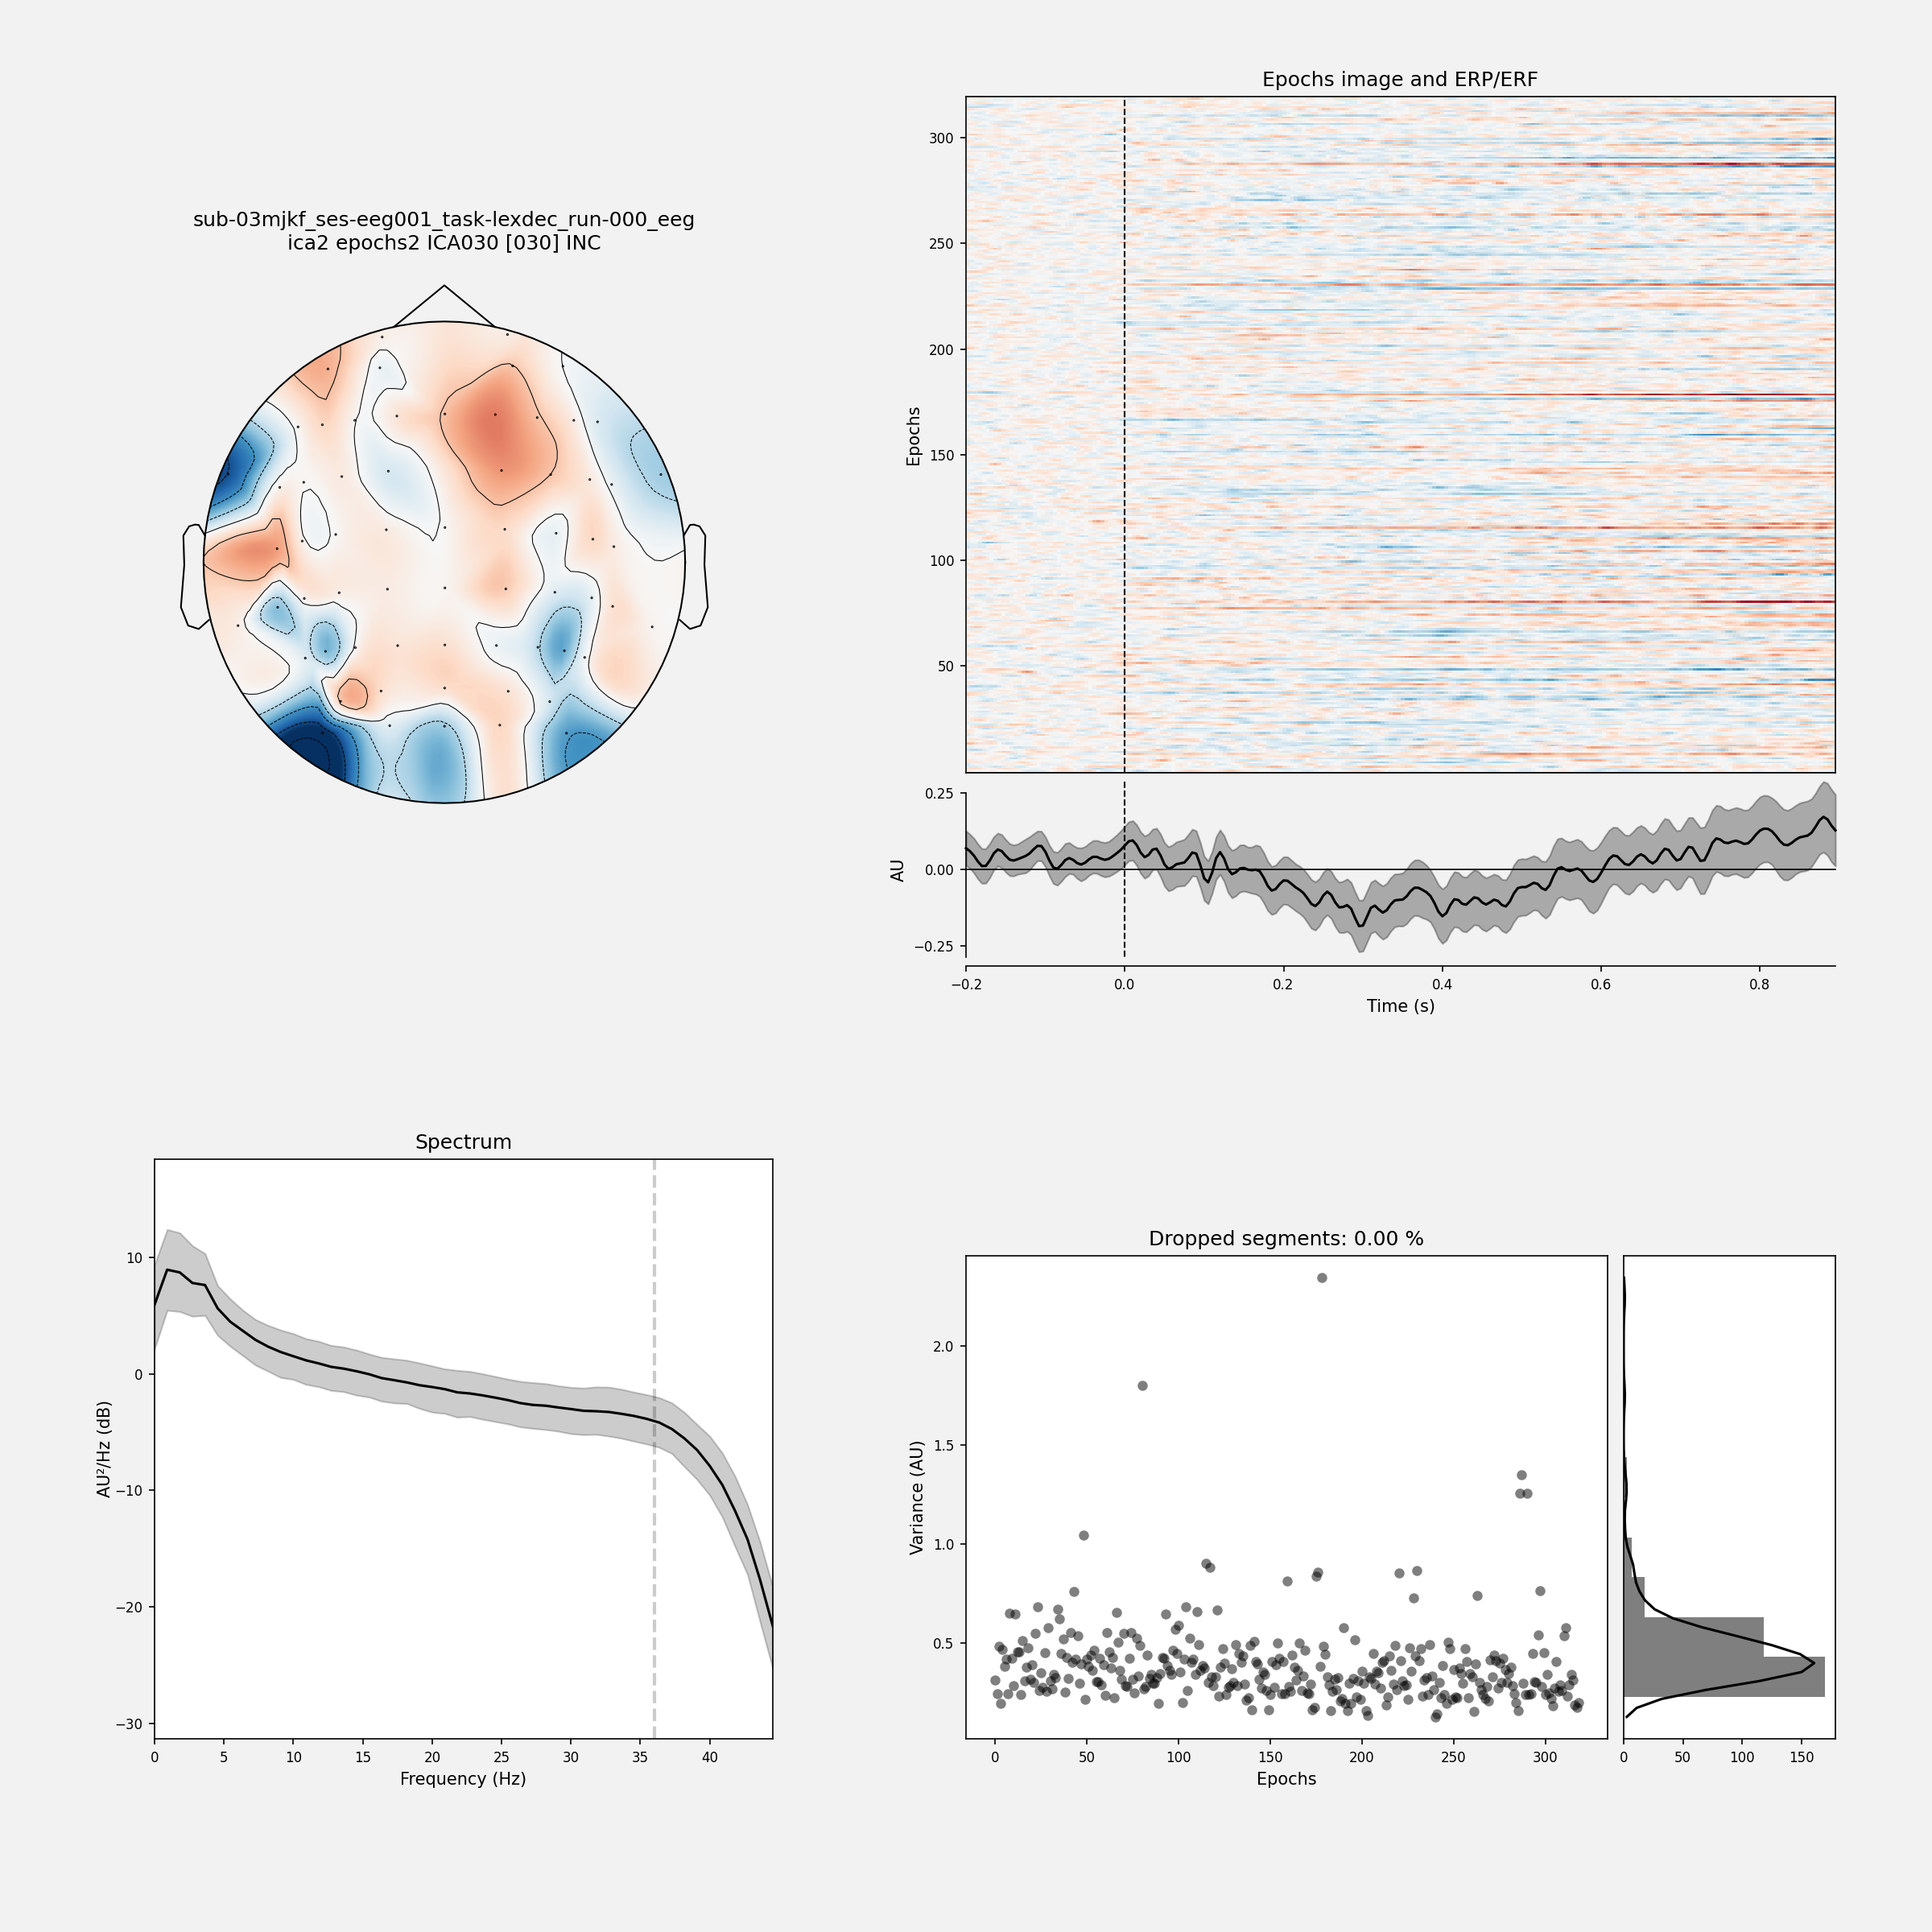 sub-03mjkf_ses-eeg001_task-lexdec_run-000_eeg
ica2 epochs2 ICA030 [030] INC
Epochs image and ERP/ERF
300
250
200
150
100
50
Epochs
0.25
0.00
−0.25
AU
−0.2 0.0 0.2 0.4 0.6 0.8
Time (s)
Spectrum
10
0
−10
−20
−30
AU²/Hz (dB)
0 5 10 15 20 25 30 35 40
Frequency (Hz)
Dropped segments: 0.00 %
2.0
1.5
1.0
0.5
Variance (AU)
0 50 100 150 200 250 300
Epochs
0 50 100 150